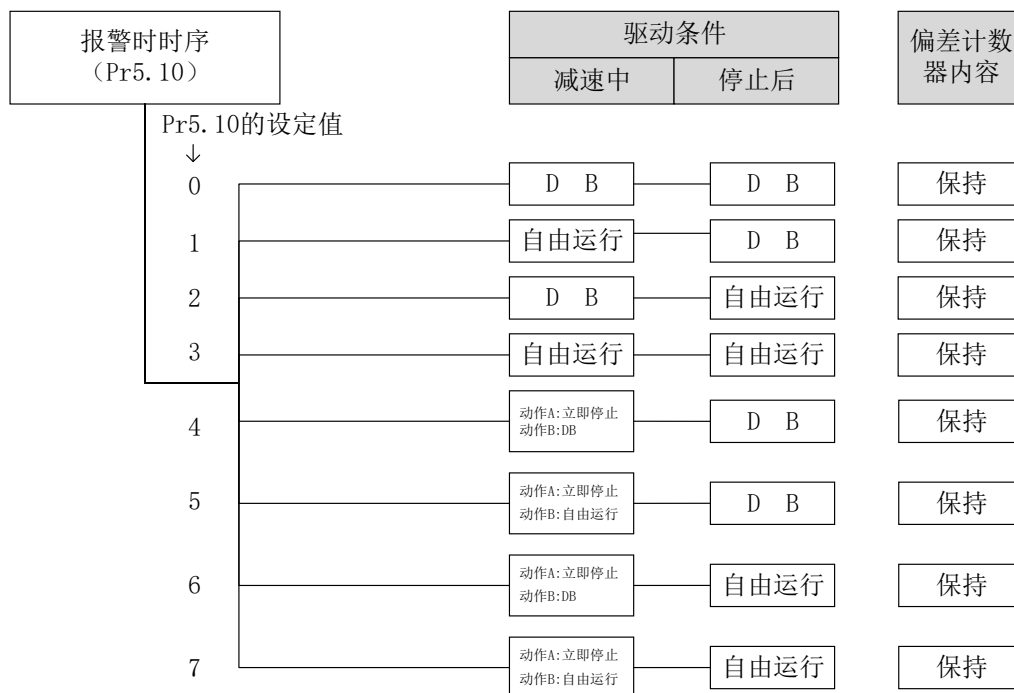 报警时时序
（Pr5.10）
驱动条件
减速中
停止后
偏差计数
器内容
Pr5.10的设定值
↓
0
D B
D B
保持
1
自由运行
D B
保持
2
D B
自由运行
保持
3
自由运行
自由运行
保持
4
动作A:立即停止
动作B:DB
D B
保持
5
动作A:立即停止
动作B:自由运行
D B
保持
6
动作A:立即停止
动作B:DB
自由运行
保持
7
动作A:立即停止
动作B:自由运行
自由运行
保持